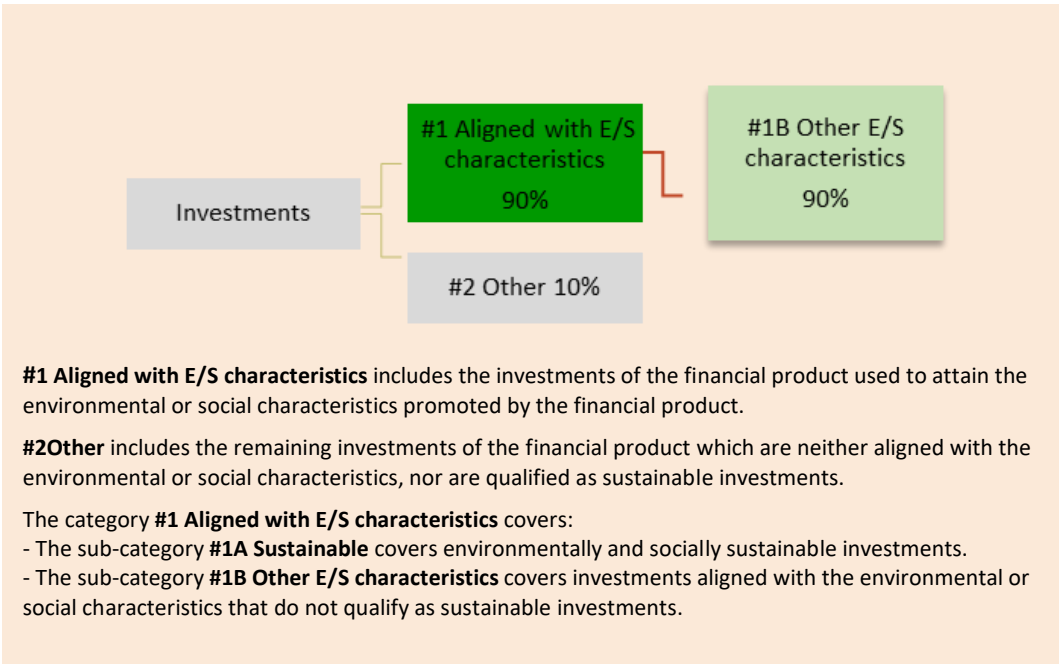 #1 Aligned with E/S
characteristics
90%
#1B Other E/S
characteristics
90%
Investments
#2 Other 10%
#1 Aligned with E/S characteristics includes the investments of the financial product used to attain the
environmental or social characteristics promoted by the financial product.
#2Other includes the remaining investments of the financial product which are neither aligned with the
environmental or social characteristics, nor are qualified as sustainable investments.
The category #1 Aligned with E/S characteristics covers:
- The sub-category #1A Sustainable covers environmentally and socially sustainable investments.
- The sub-category #1B Other E/S characteristics covers investments aligned with the environmental or
social characteristics that do not qualify as sustainable investments.